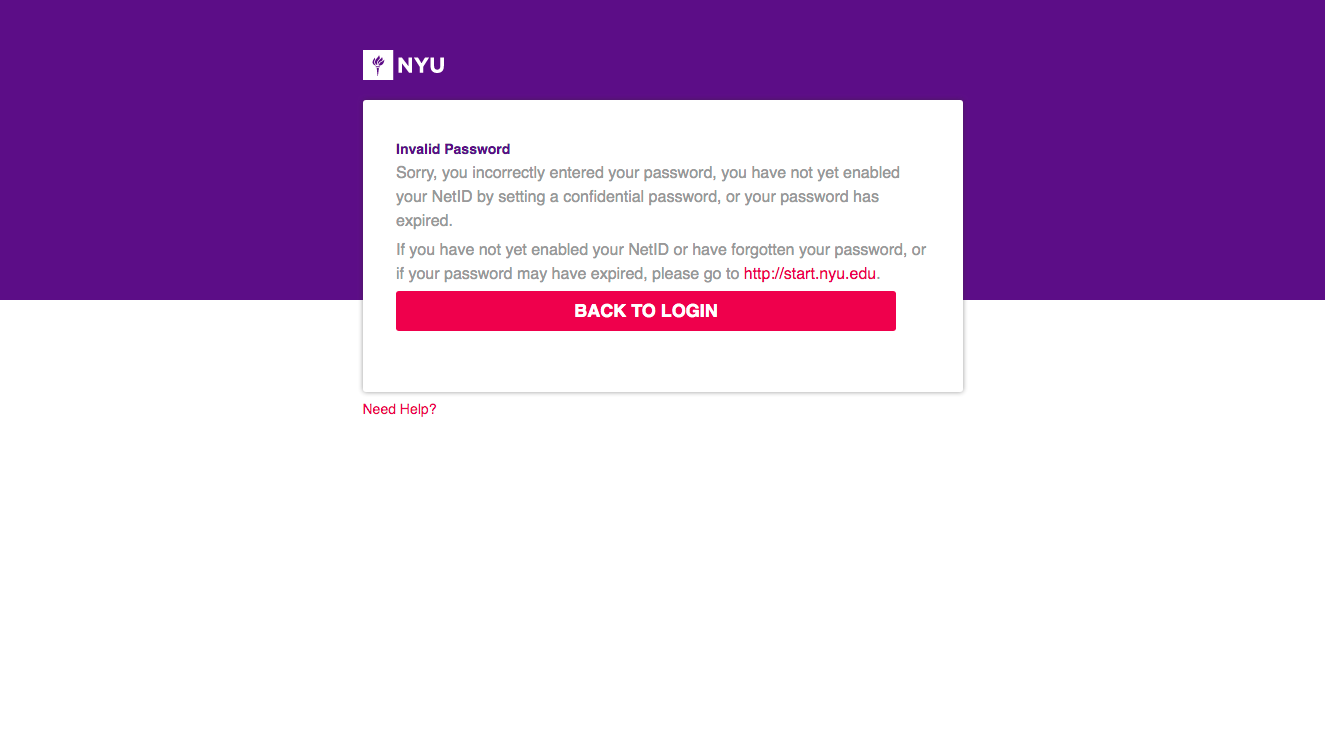 NYU
Invalid Password
Sorry, you incorrectly entered your password, you have not yet enabled
your NetID by setting a confidential password, or your password has
expired.
If you have not yet enabled your NetID or have forgotten your password, or
if your password may have expired, please go to http://start.nyu.edu.
BACK TO LOGIN
Need Help?